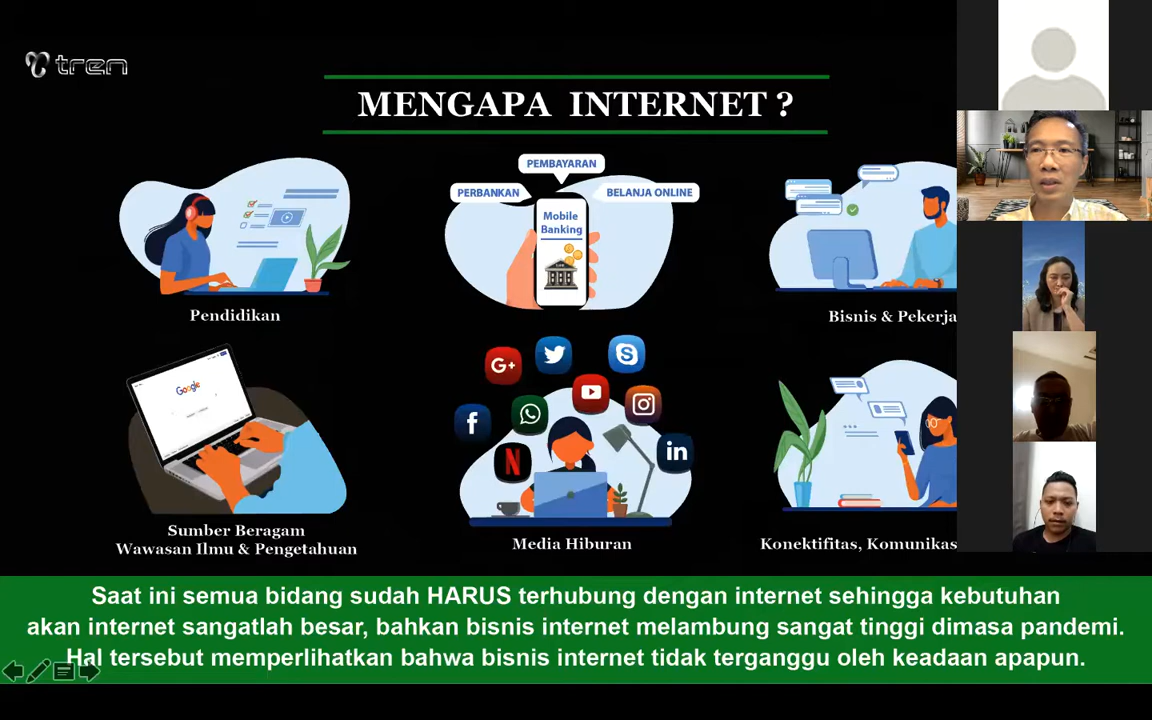 tren
MENGAPA INTERNET ?
PEMBAYARAN
PERBANKAN
BELANJA ONLINE
Mobile
Banking
Pendidikan
Bisnis & Pekerja
Google
Sumber Beragam
Wawasan Ilmu & Pengetahuan
G+
f
N
in
Media Hiburan
Konektifitas, Komunikas
Saat ini semua bidang sudah HARUS terhubung dengan internet sehingga kebutuhan
akan internet sangatlah besar, bahkan bisnis internet melambung sangat tinggi dimasa pandemi.
Hal tersebut memperlihatkan bahwa bisnis internet tidak terganggu oleh keadaan apapun.